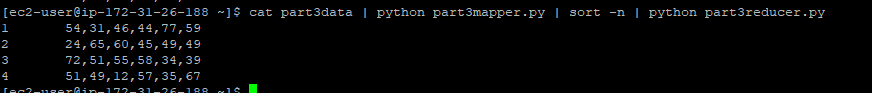 [ec2-user@ip-172-31-26-188 ~]$ cat part3data | python part3mapper.py | sort -n | python part3reducer.py
1 54,31,46,44,77,59
2 24,65,60,45,49,49
3 72,51,55,58,34,39
4 51,49,12,57,35,67
[ec2-user@ip-172-31-26-188 ~]$